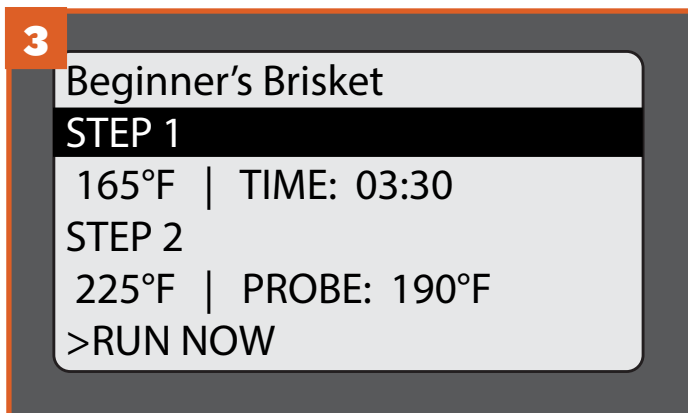 3
Beginner's Brisket
STEP 1
165°F | TIME: 03:30
STEP 2
225°F | PROBE: 190°F
>RUN NOW